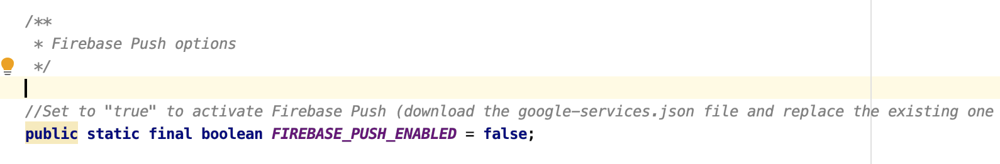 /**
 * Firebase Push options
 */
//Set to "true" to activate Firebase Push (download the google-services.json file and replace the existing one
public static final boolean FIREBASE_PUSH_ENABLED = false;